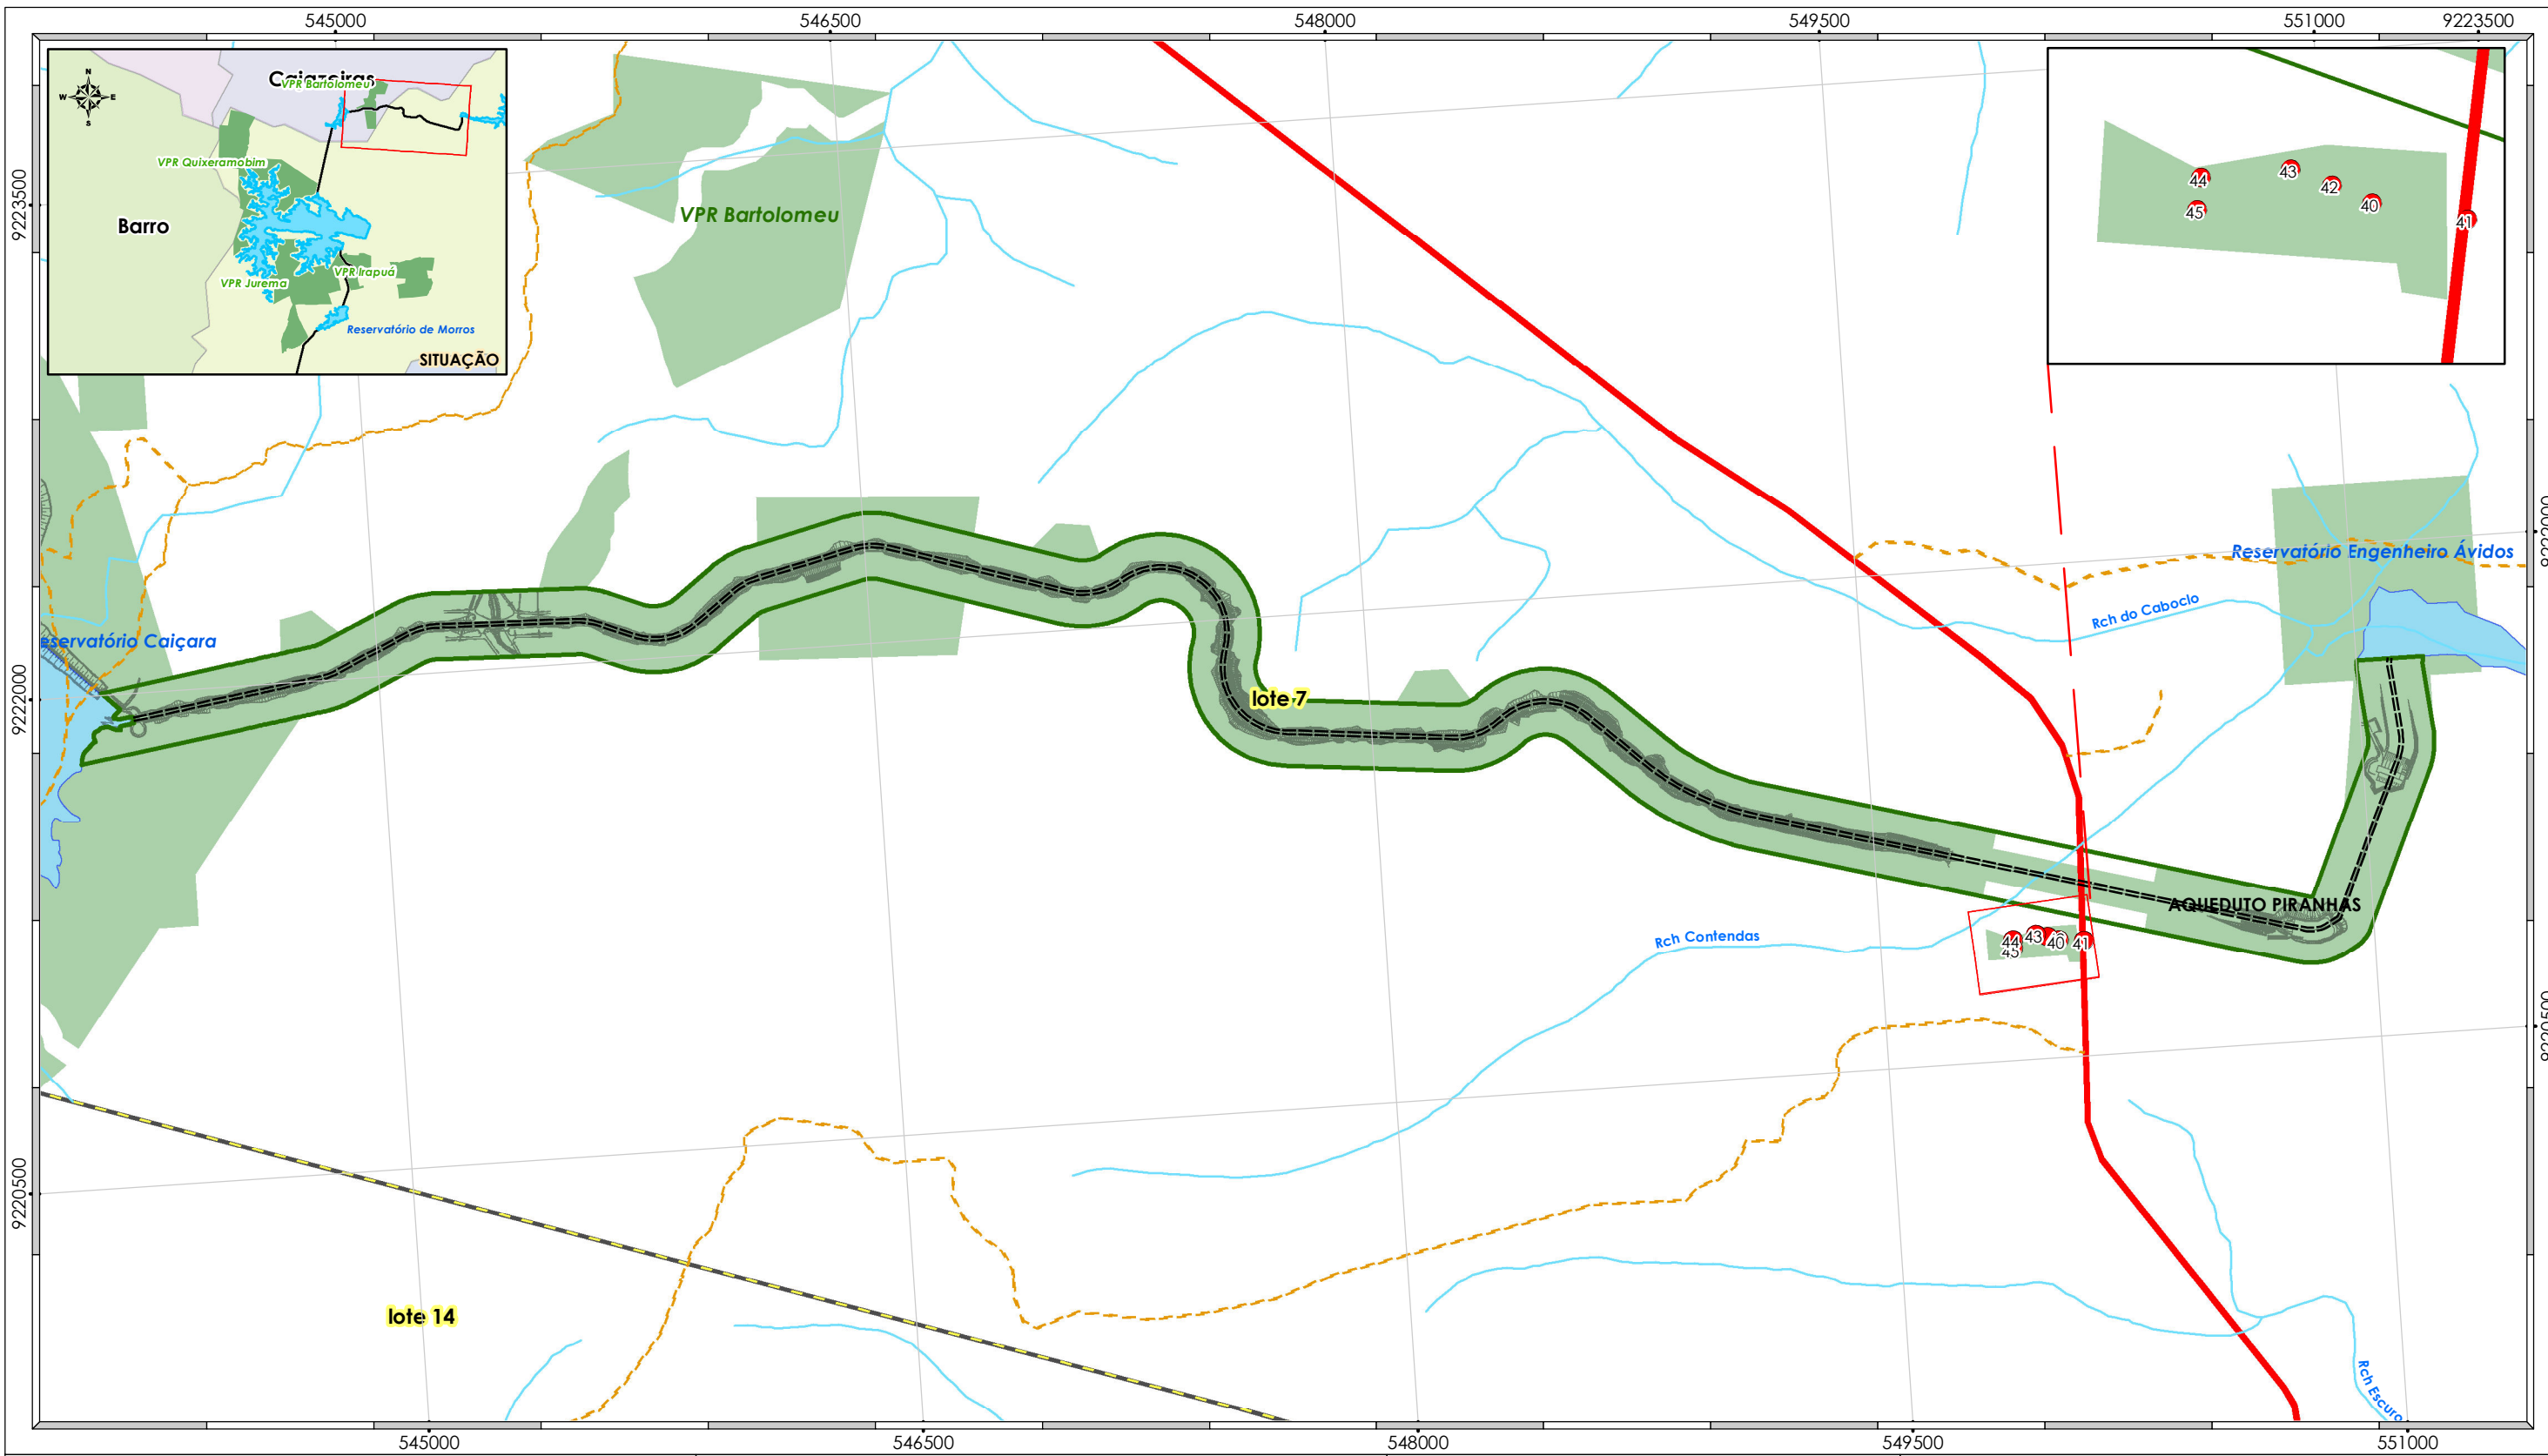 545000 546500 548000 549500 551000 9223500
N
W E
S
Cajazeiras
VPR Bartolomeu
VPR Quixeramobim
Barro
VPR Irapuá
VPR Jurema
Reservatório de Morros
SITUAÇÃO
44
43
42
45
40
41
9223500
VPR Bartolomeu
9222000
Reservatório Engenheiro Ávidos
Rch do Caboclo
eservatório Caiçara
9222000
lote 7
AQUEDUTO PIRANHAS
Rch Contendas
44 43 40 41
45
9220500
9220500
lote 14
Rch Escuro
545000 546500 548000 549500 551000